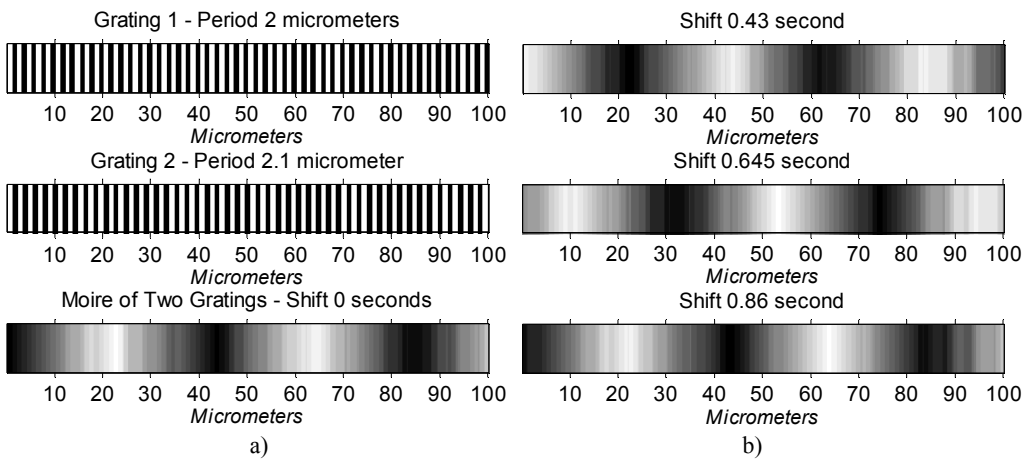 Grating 1 - Period 2 micrometers
10 20 30 40 50 60 70 80 90 100
Micrometers
Grating 2 - Period 2.1 micrometer
10 20 30 40 50 60 70 80 90 100
Micrometers
Moire of Two Gratings - Shift 0 seconds
10 20 30 40 50 60 70 80 90 100
Micrometers
a)
Shift 0.43 second
10 20 30 40 50 60 70 80 90 100
Micrometers
Shift 0.645 second
10 20 30 40 50 60 70 80 90 100
Micrometers
Shift 0.86 second
10 20 30 40 50 60 70 80 90 100
Micrometers
b)